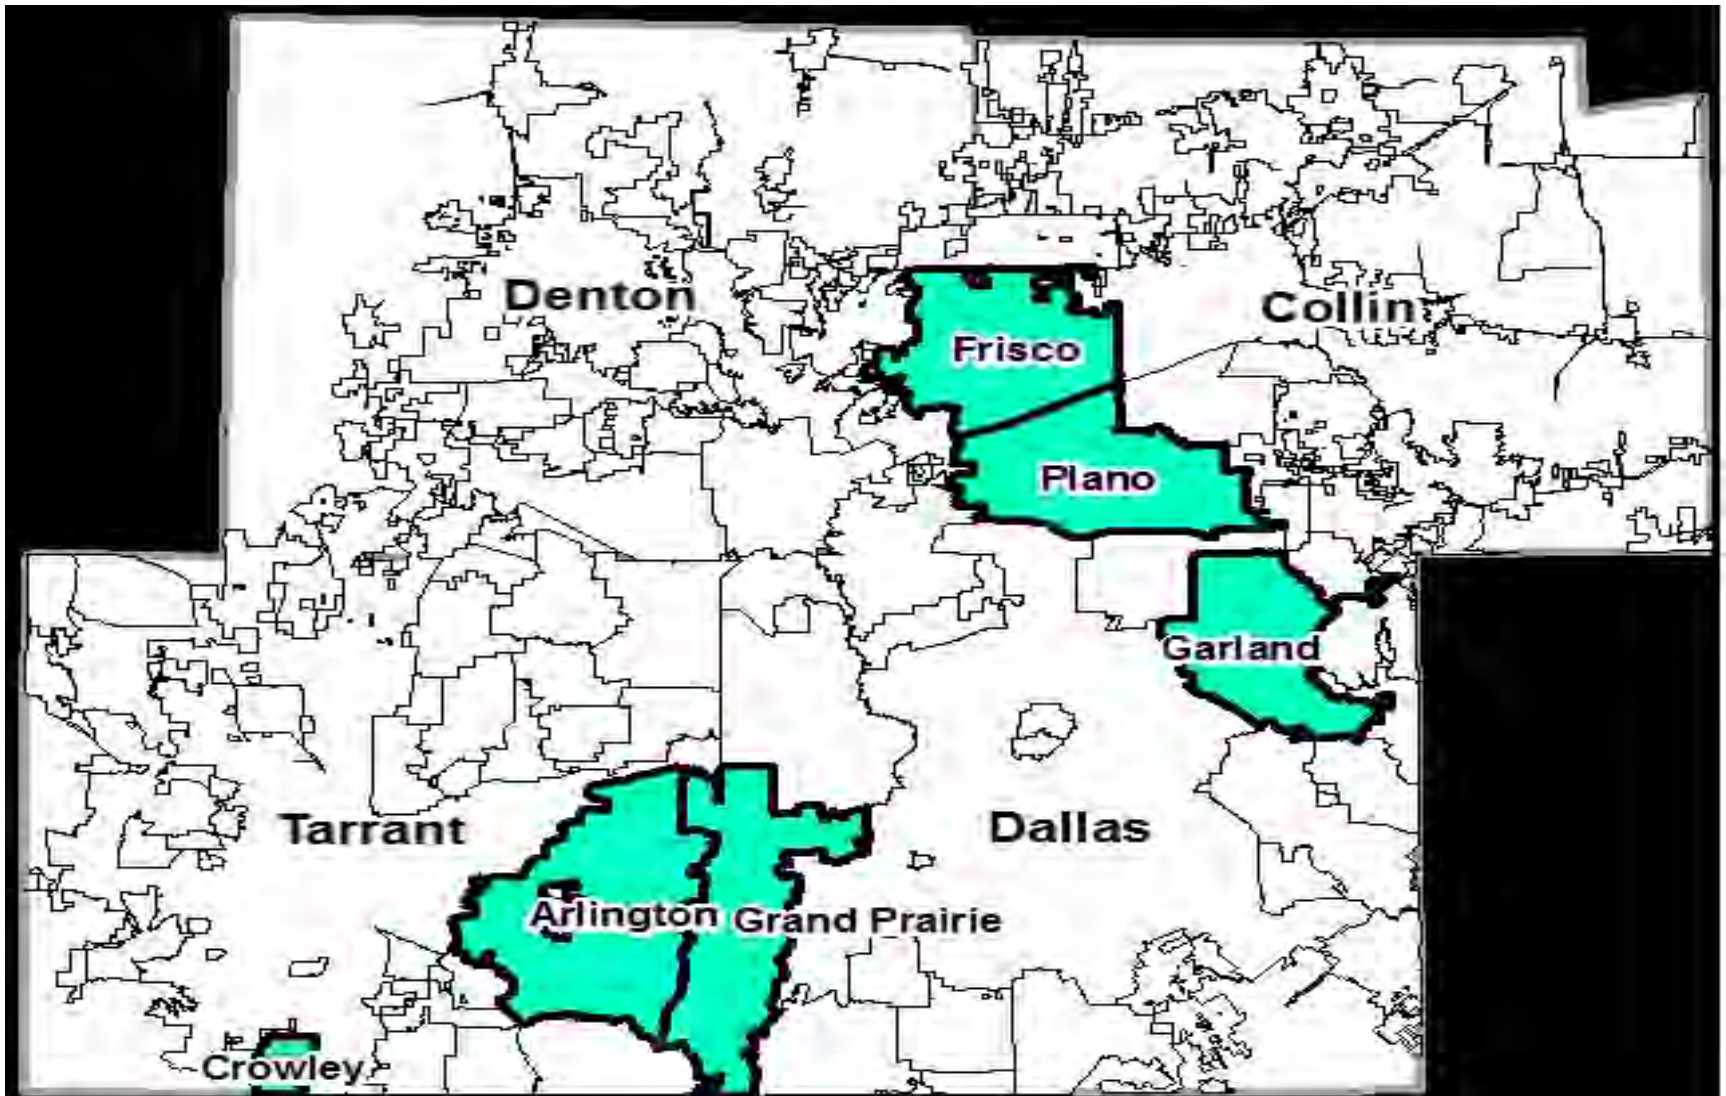 Denton
Collin
Frisco
Plano
Garland
Tarrant
Dallas
Arlington
Grand Prairie
Crowley